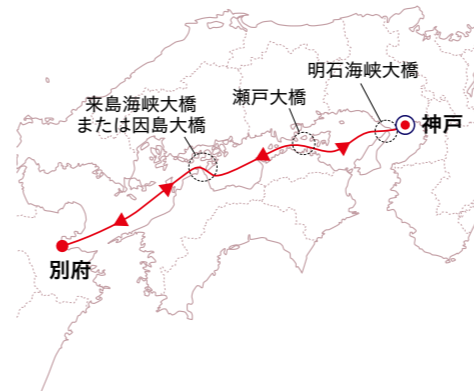 明石海峡大橋
瀬戸大橋
来島海峡大橋
または因島大橋
神戸
別府